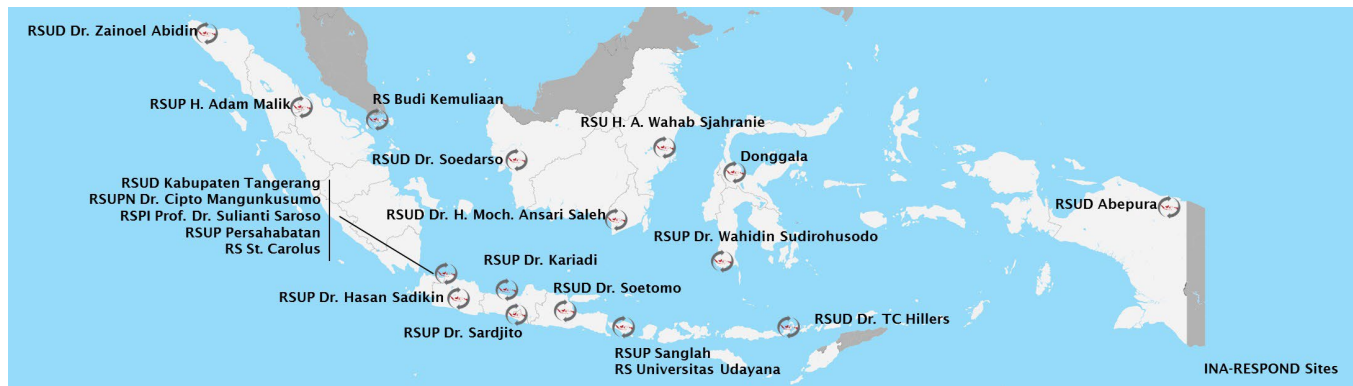 RSUD Dr. Zainoel Abidin
RSUP H. Adam Malik
RS Budi Kemuliaan
RSU H. A. Wahab Sjahranie
RSUD Dr. Soedarso
Donggala
RSUD Kabupaten Tangerang
RSUPN Dr. Cipto Mangunkusumo
RSPI Prof. Dr. Sulianti Saroso
RSUP Persahabatan
RS St. Carolus
RSUD Dr. H. Moch. Ansari Saleh
RSUD Abepura
RSUP Dr. Wahidin Sudirohusodo
RSUP Dr. Kariadi
RSUP Dr. Hasan Sadikin
RSUD Dr. Soetomo
RSUP Dr. Sardjito
RSUD Dr. TC Hillers
RSUP Sanglah
RS Universitas Udayana
INA-RESPOND Sites